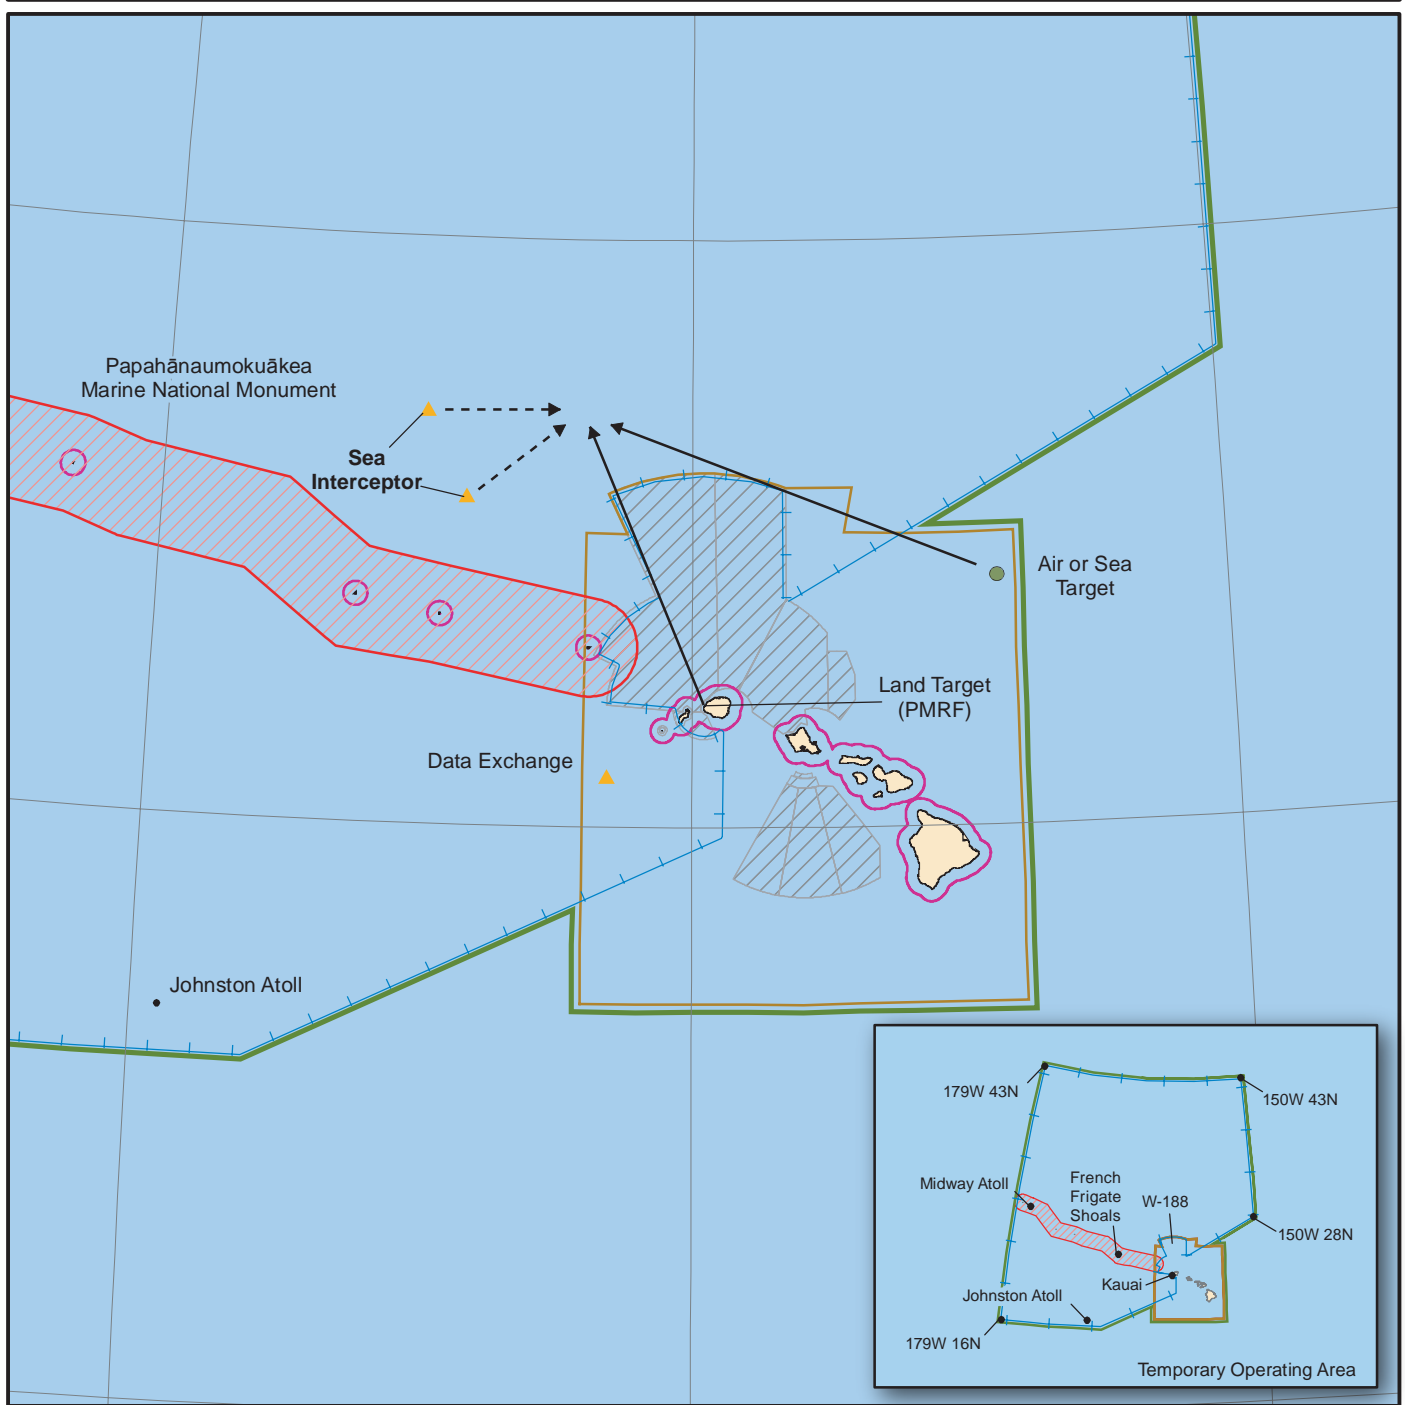 Papahānaumokuākea
Marine National Monument
Sea
Interceptor
Air or Sea
Target
Land Target
(PMRF)
Data Exchange
Johnston Atoll
179W 43N
150W 43N
Midway Atoll
French
Frigate
Shoals
W-188
150W 28N
Kauai
Johnston Atoll
179W 16N
Temporary Operating Area